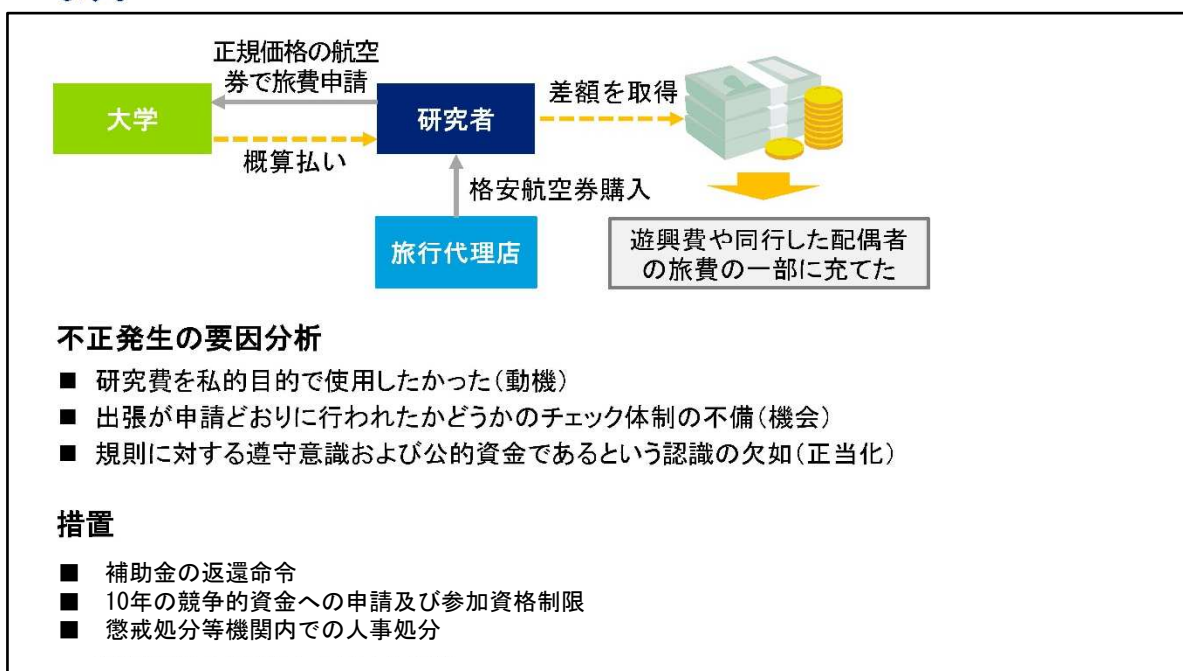 正規価格の航空
券で旅費申請
大学
研究者
差額を取得
概算払い
格安航空券購入
旅行代理店
遊興費や同行した配偶者
の旅費の一部に充てた
不正発生の要因分析
■ 研究費を私的目的で使用したかった(動機)
■ 出張が申請どおりに行われたかどうかのチェック体制の不備(機会)
■ 規則に対する遵守意識および公的資金であるという認識の欠如(正当化)
措置
■ 補助金の返還命令
■ 10年の競争的資金への申請及び参加資格制限
■ 懲戒処分等機関内での人事処分